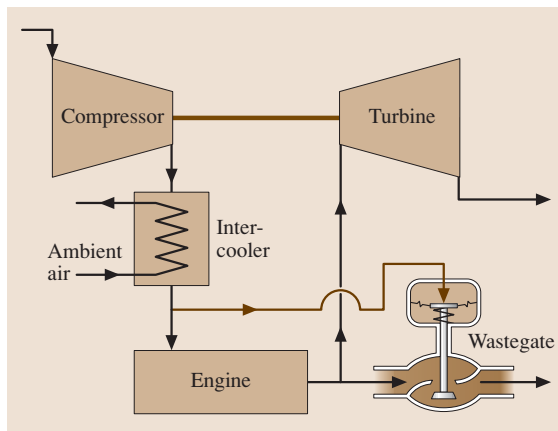 Compressor
Turbine
Inter-
cooler
Ambient
air
Wastegate
Engine